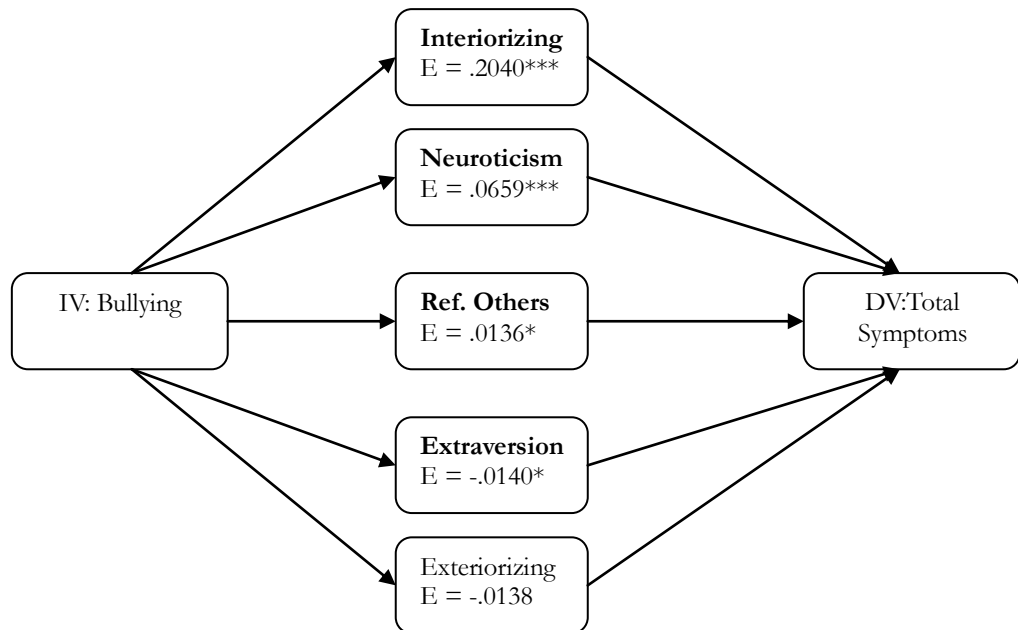 Interiorizing
E = .2040***
Neuroticism
E = .0659***
IV: Bullying
Ref. Others
E = .0136*
DV:Total
Symptoms
Extraversion
E = -.0140*
Exteriorizing
E = -.0138